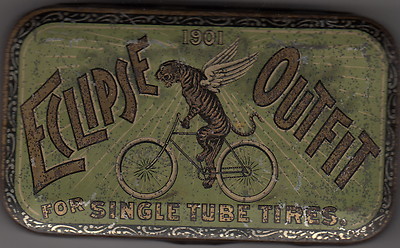 1901
ECLIPSE OUTFIT
FOR SINGLE TUBE TIRES.